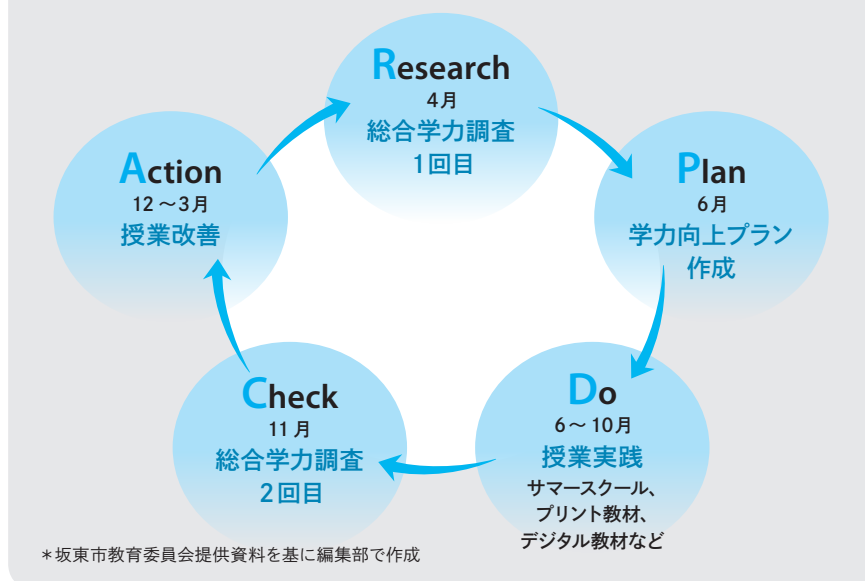 Research
4月
総合学力調査
1回目
Plan
6月
学力向上プラン
作成
Do
6～10月
授業実践
サマースクール、
プリント教材、
デジタル教材など
Check
11月
総合学力調査
2回目
Action
12～3月
授業改善
＊坂東市教育委員会提供資料を基に編集部で作成